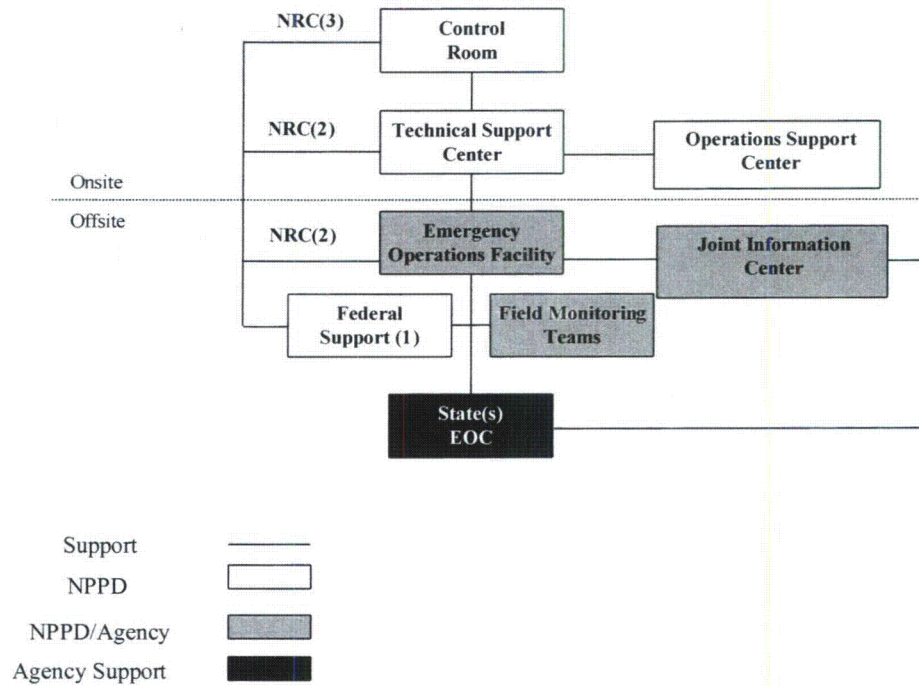 NRC(3)
Control
Room
NRC(2)
Technical Support
Center
Operations Support
Center
Onsite
Offsite
NRC(2)
Emergency
Operations Facility
Joint Information
Center
Federal
Support (1)
Field Monitoring
Teams
State(s)
EOC
Support
NPPD
NPPD/Agency
Agency Support